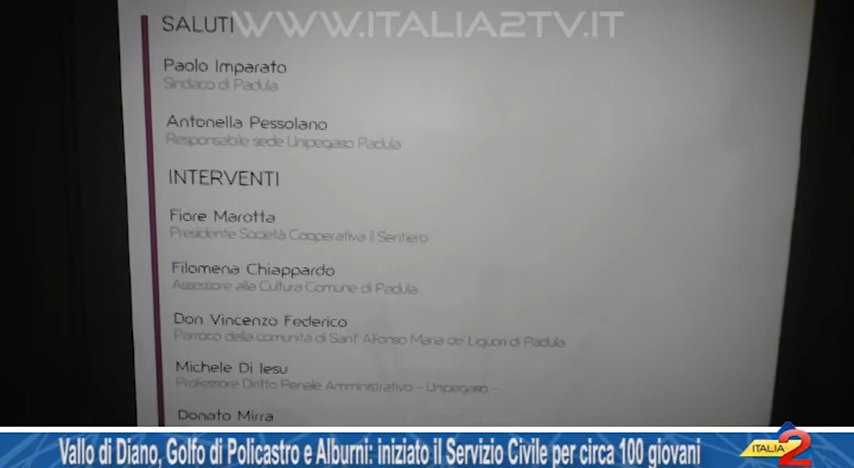 WWW.ITALIA2TV.IT
SALUTI
Paolo Imparato
Sindaco di Padula
Antonella Pessolano
Responsabile sede Unipegaso Padula
INTERVENTI
Fiore Marotta
Presidente Società Cooperativa il Sentiero
Filomena Chiappardo
Assessore alla Cultura Comune di Padula
Don Vincenzo Federico
Parroco della comunità di Sant' Alfonso Maria de' Liguori di Padula
Michele Di Iesu
Professore Diritto Penale Amministrativo - Unipegaso -
Donato Mirra
Vallo di Diano, Golfo di Policastro e Alburni: iniziato il Servizio Civile per circa 100 giovani
ITALIA 2